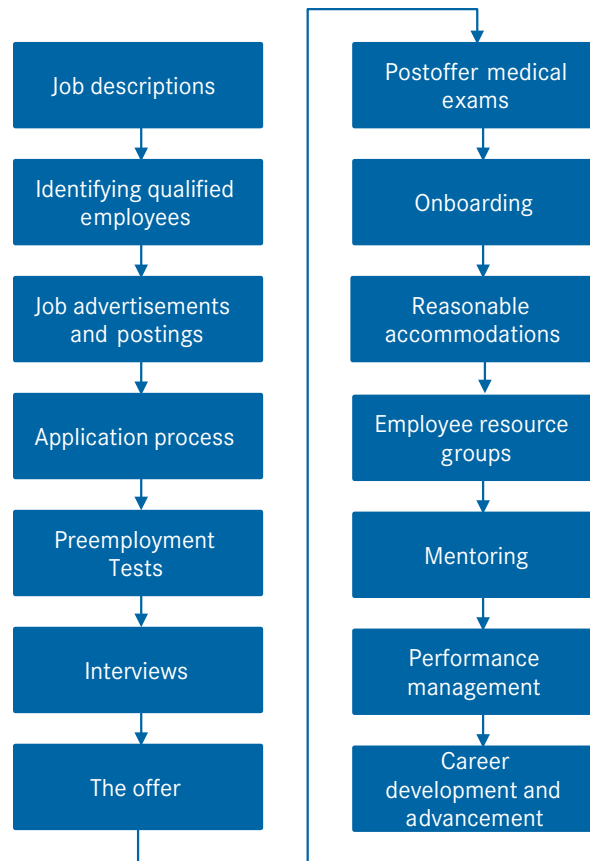 Job descriptions
Identifying qualified
employees
Job advertisements
and postings
Application process
Preemployment
Tests
Interviews
The offer
Postoffer medical
exams
Onboarding
Reasonable
accommodations
Employee resource
groups
Mentoring
Performance
management
Career
development and
advancement